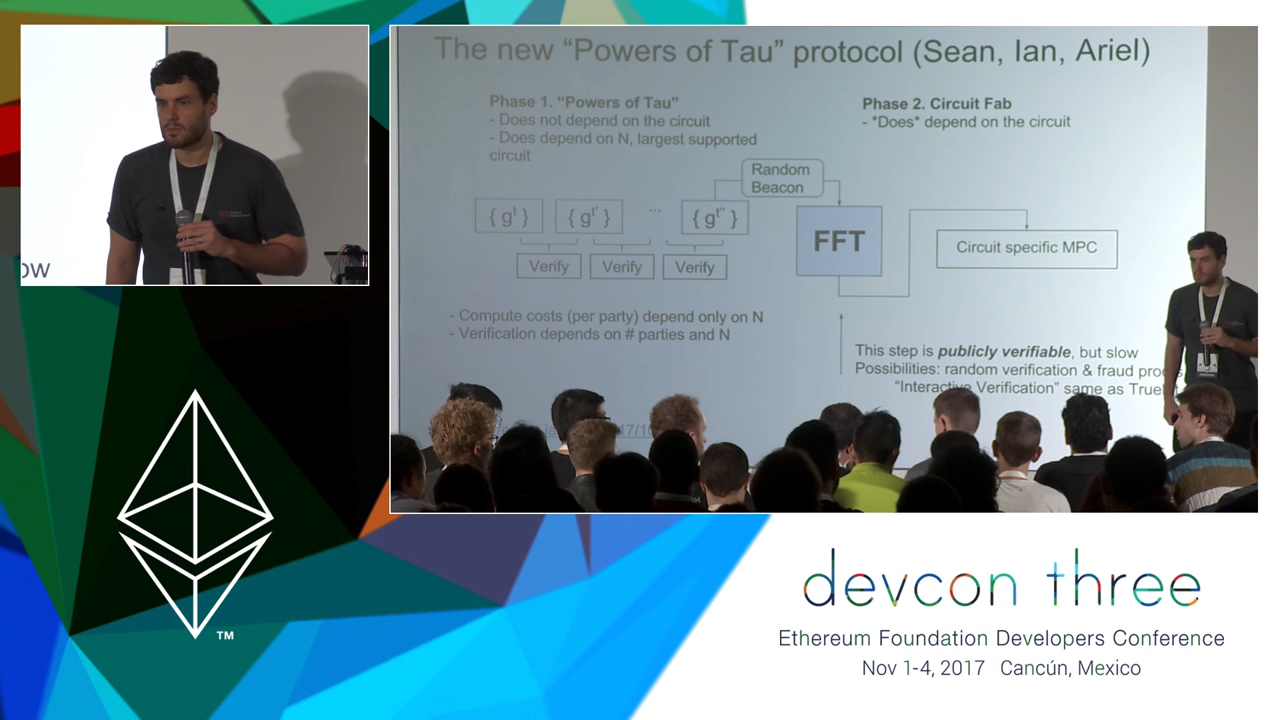 OW
The new “Powers of Tau” protocol (Sean, Ian, Ariel)
Phase 1. “Powers of Tau”
- Does not depend on the circuit
- Does depend on N, largest supported
circuit
Phase 2. Circuit Fab
- *Does* depend on the circuit
Random
Beacon
{ g^t }
{ g^t' }
...
{ g^t'' }
FFT
Circuit specific MPC
Verify
Verify
Verify
- Compute costs (per party) depend only on N
- Verification depends on # parties and N
This step is publicly verifiable, but slow
Possibilities: random verification & fraud
“Interactive Verification” same as
TM
devcon three
Ethereum Foundation Developers Conference
Nov 1-4, 2017 Cancún, Mexico